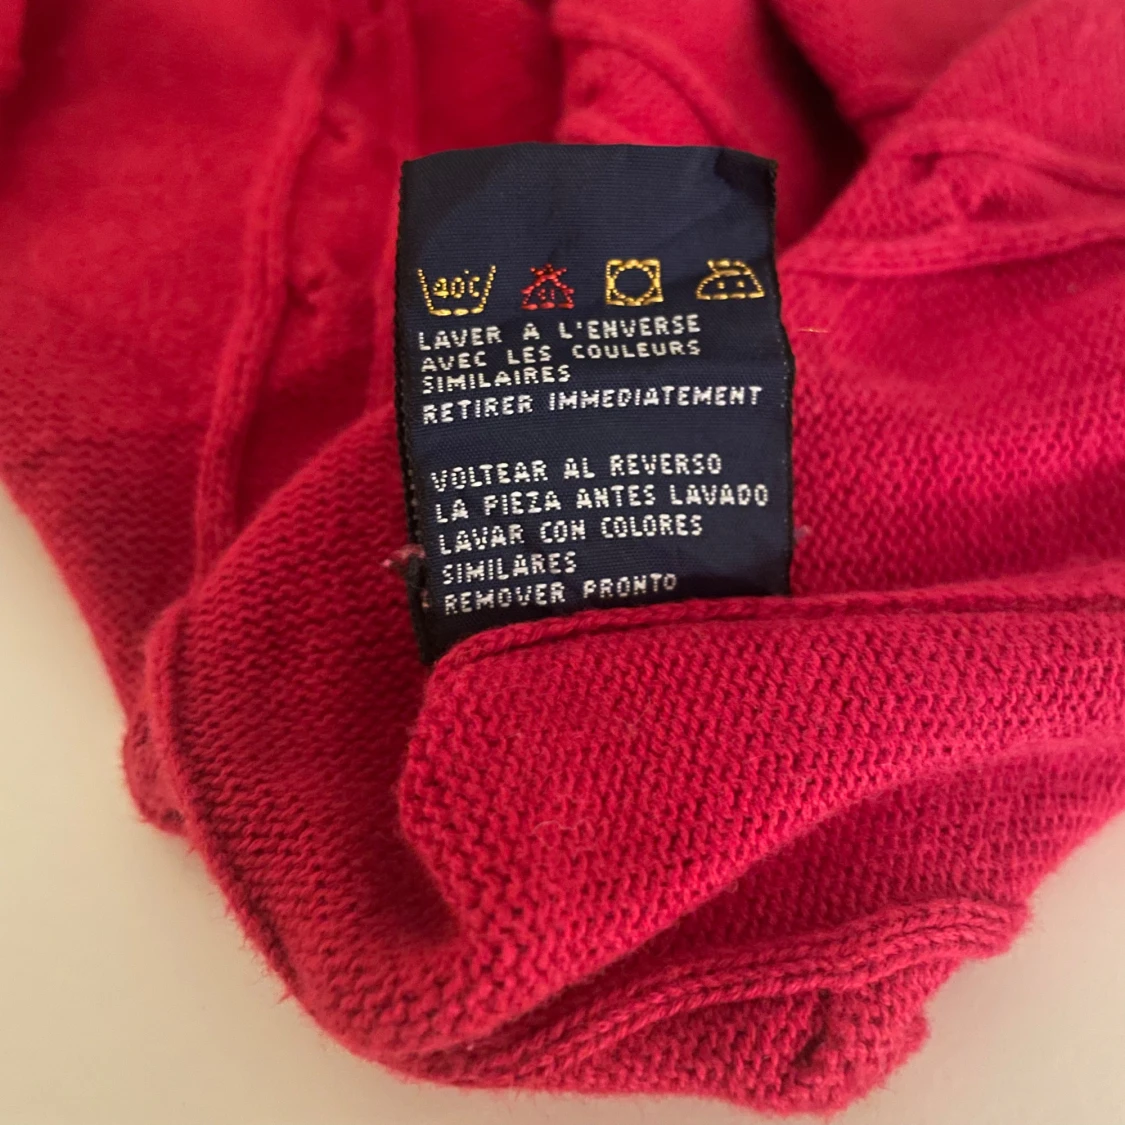 40°C
LAVER A L'ENVERSE
AVEC LES COULEURS
SIMILAIRES
RETIRER IMMEDIATEMENT
VOLTEAR AL REVERSO
LA PIEZA ANTES LAVADO
LAVAR CON COLORES
SIMILARES
REMOVER PRONTO